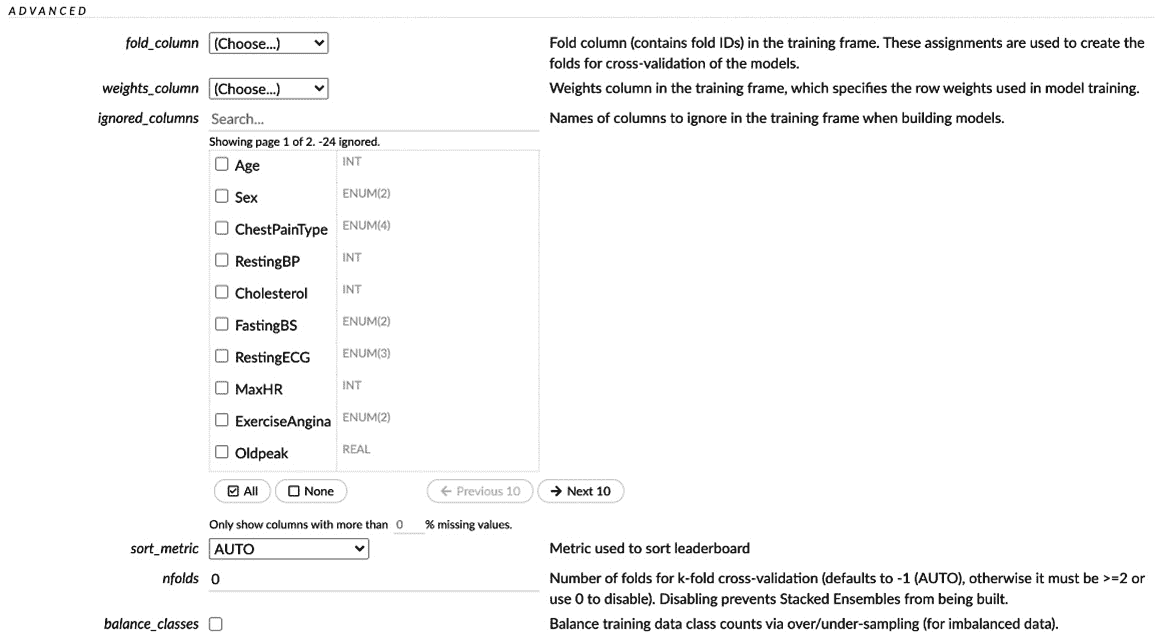 ADVANCED
fold_column (Choose...) Fold column (contains fold IDs) in the training frame. These assignments are used to create the
folds for cross-validation of the models.
weights_column (Choose...) Weights column in the training frame, which specifies the row weights used in model training.
ignored_columns Search... Names of columns to ignore in the training frame when building models.
Showing page 1 of 2. -24 ignored.
Age INT
Sex ENUM(2)
ChestPainType ENUM(4)
RestingBP INT
Cholesterol INT
FastingBS ENUM(2)
RestingECG ENUM(3)
MaxHR INT
ExerciseAngina ENUM(2)
Oldpeak REAL
All None Previous 10 Next 10
Only show columns with more than 0 % missing values.
sort_metric AUTO Metric used to sort leaderboard
nfolds 0 Number of folds for k-fold cross-validation (defaults to -1 (AUTO), otherwise it must be >=2 or
use 0 to disable). Disabling prevents Stacked Ensembles from being built.
balance_classes Balance training data class counts via over/under-sampling (for imbalanced data).